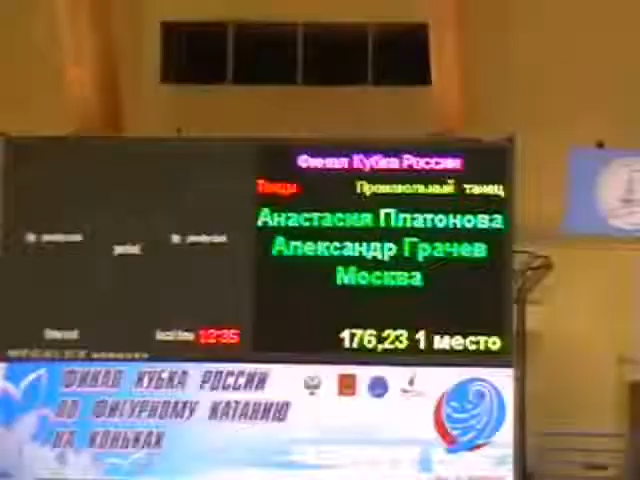 Финал Кубка России
Танцы Произвольный танец
Анастасия Платонова
Александр Грачев
Москва
12:35
176,23 1 место
ФИНАЛ КУБКА РОССИИ
ПО ФИГУРНОМУ КАТАНИЮ
НА КОНЬКАХ